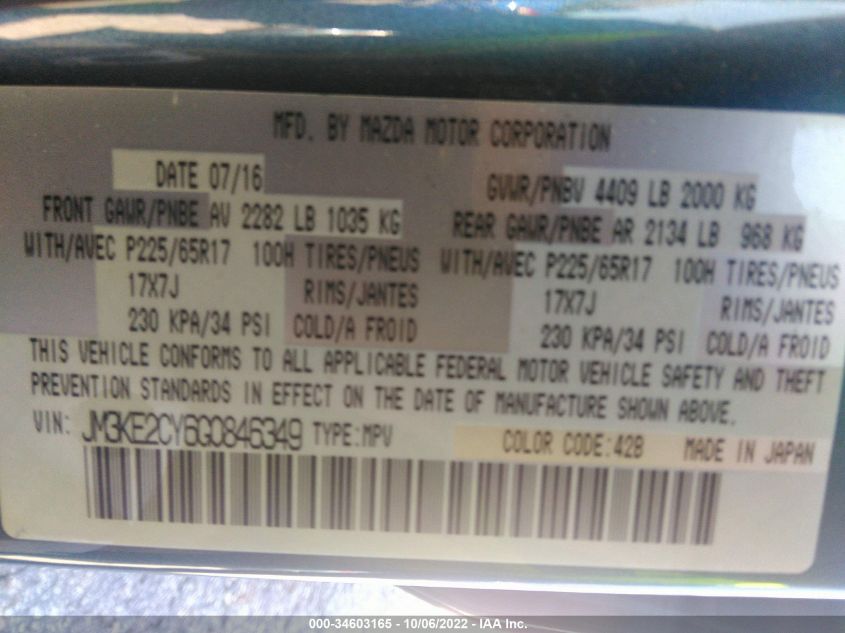 MFD. BY MAZDA MOTOR CORPORATION
DATE 07/16 GVWR/PNBV 4409 LB 2000 KG
FRONT GAWR/PNBE AV 2282 LB 1035 KG REAR GAWR/PNBE AR 2134 LB 968 KG
WITH/AVEC P225/65R17 100H TIRES/PNEUS WITH/AVEC P225/65R17 100H TIRES/PNEUS
17X7J RIMS/JANTES 17X7J RIMS/JANTES
230 KPA/34 PSI COLD/A FROID 230 KPA/34 PSI COLD/A FROID
THIS VEHICLE CONFORMS TO ALL APPLICABLE FEDERAL MOTOR VEHICLE SAFETY AND THEFT
PREVENTION STANDARDS IN EFFECT ON THE DATE OF MANUFACTURE SHOWN ABOVE.
VIN: JM3KE2CY6G0846349 TYPE:MPV COLOR CODE:42B MADE IN JAPAN
000-34603165 - 10/06/2022 - IAA Inc.